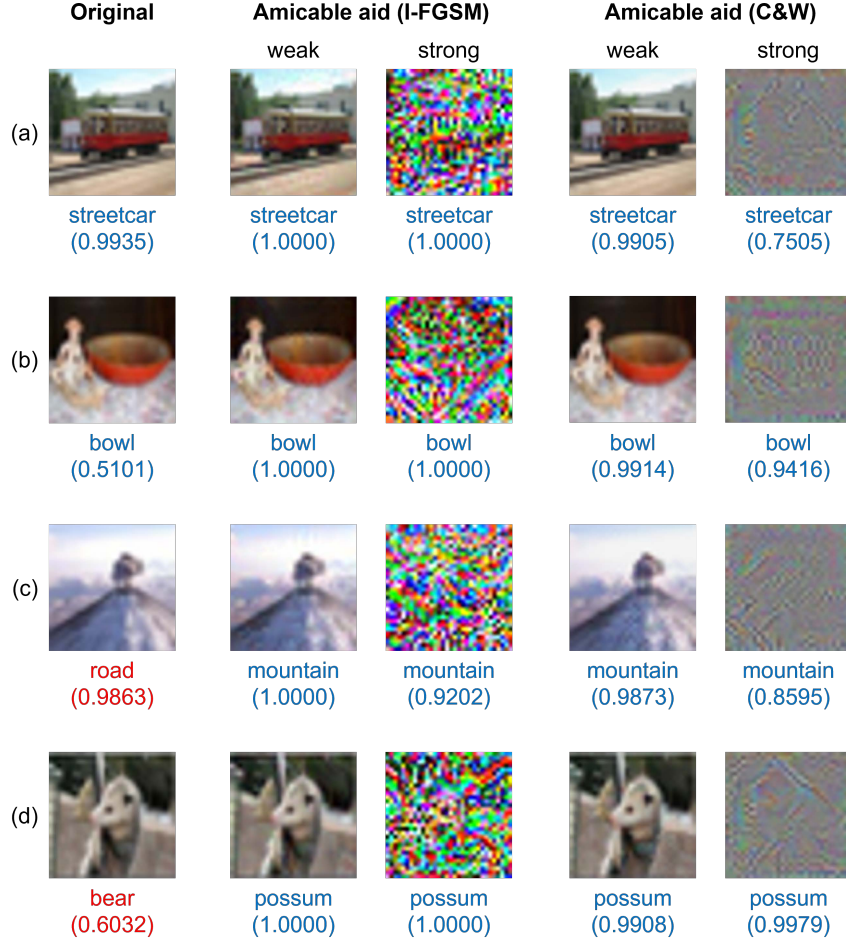 Original Amicable aid (I-FGSM) Amicable aid (C&W)
weak strong weak strong
(a)
streetcar streetcar streetcar streetcar streetcar
(0.9935) (1.0000) (1.0000) (0.9905) (0.7505)
(b)
bowl bowl bowl bowl bowl
(0.5101) (1.0000) (1.0000) (0.9914) (0.9416)
(c)
road mountain mountain mountain mountain
(0.9863) (1.0000) (0.9202) (0.9873) (0.8595)
(d)
bear possum possum possum possum
(0.6032) (1.0000) (1.0000) (0.9908) (0.9979)